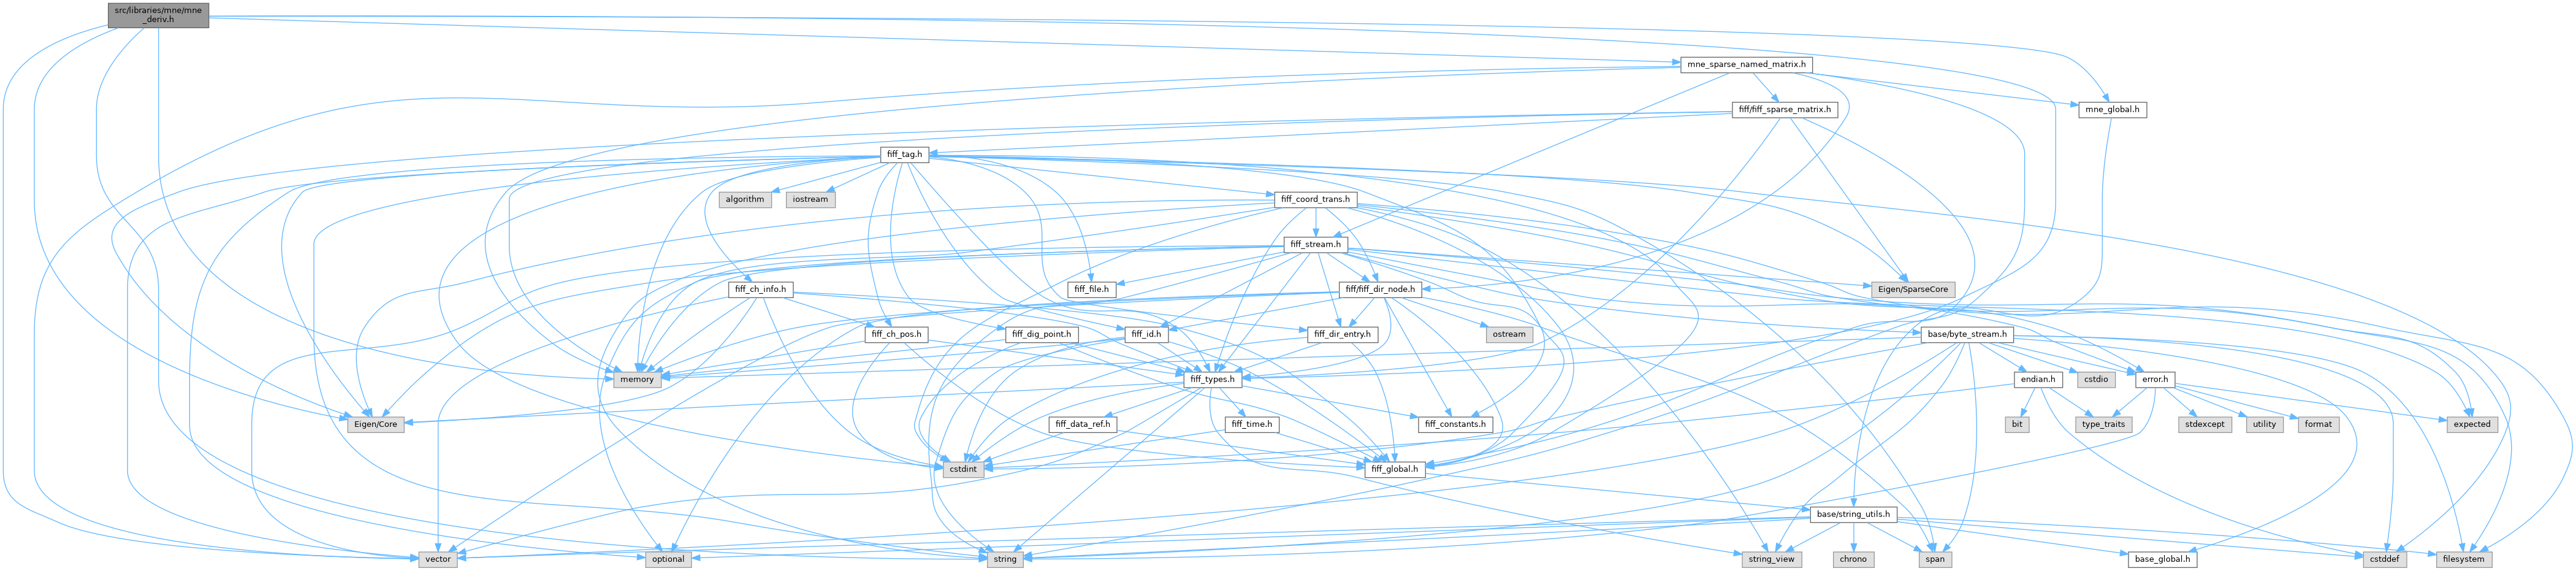 src/libraries/mne/mne
_deriv.h
mne_sparse_named_matrix.h
fiff/fiff_sparse_matrix.h
mne_global.h
fiff_tag.h
algorithm
iostream
fiff_coord_trans.h
fiff_stream.h
fiff_ch_info.h
fiff_file.h
fiff/fiff_dir_node.h
Eigen/SparseCore
fiff_ch_pos.h
fiff_dig_point.h
fiff_id.h
fiff_dir_entry.h
ostream
base/byte_stream.h
memory
fiff_types.h
endian.h
cstdio
error.h
Eigen/Core
fiff_data_ref.h
fiff_time.h
fiff_constants.h
bit
type_traits
stdexcept
utility
format
expected
cstdint
fiff_global.h
base/string_utils.h
vector
optional
string
string_view
chrono
span
base_global.h
cstddef
filesystem